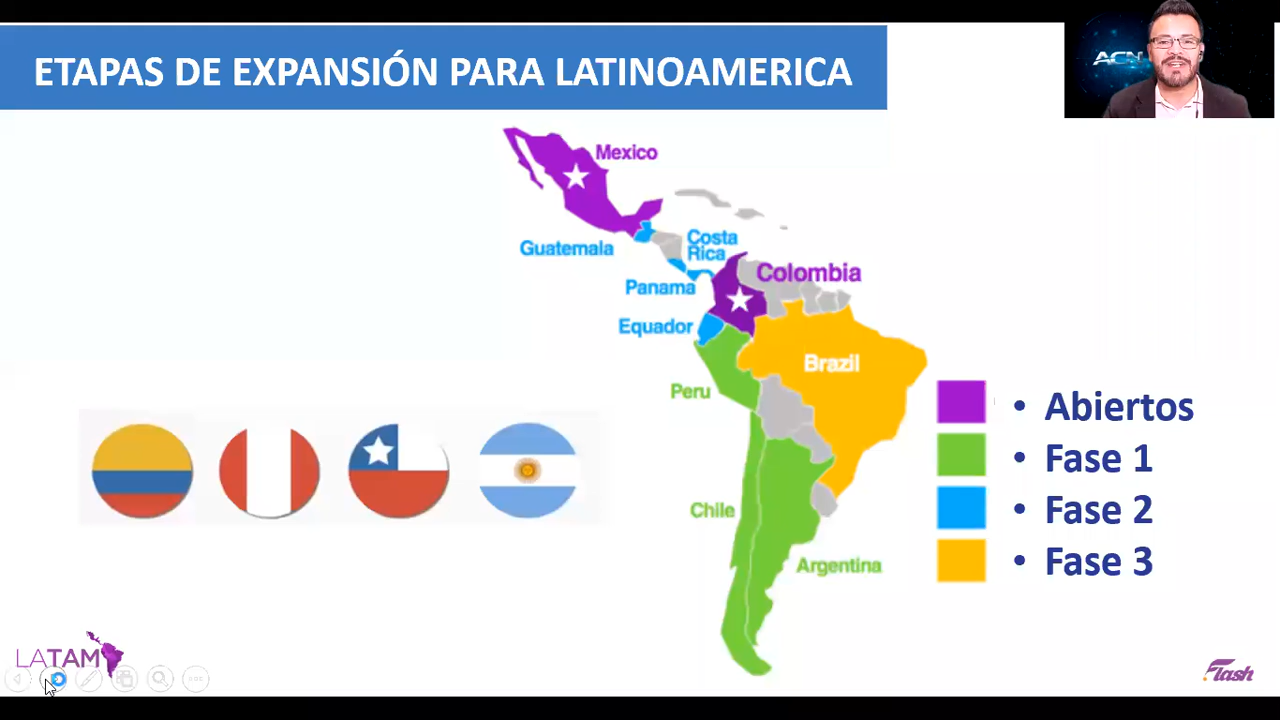 ETAPAS DE EXPANSIÓN PARA LATINOAMERICA
ACN
Mexico
Guatemala
Costa
Rica
Panama
Colombia
Equador
Brazil
Peru
Chile
Argentina
• Abiertos
• Fase 1
• Fase 2
• Fase 3
LATAM
Flash